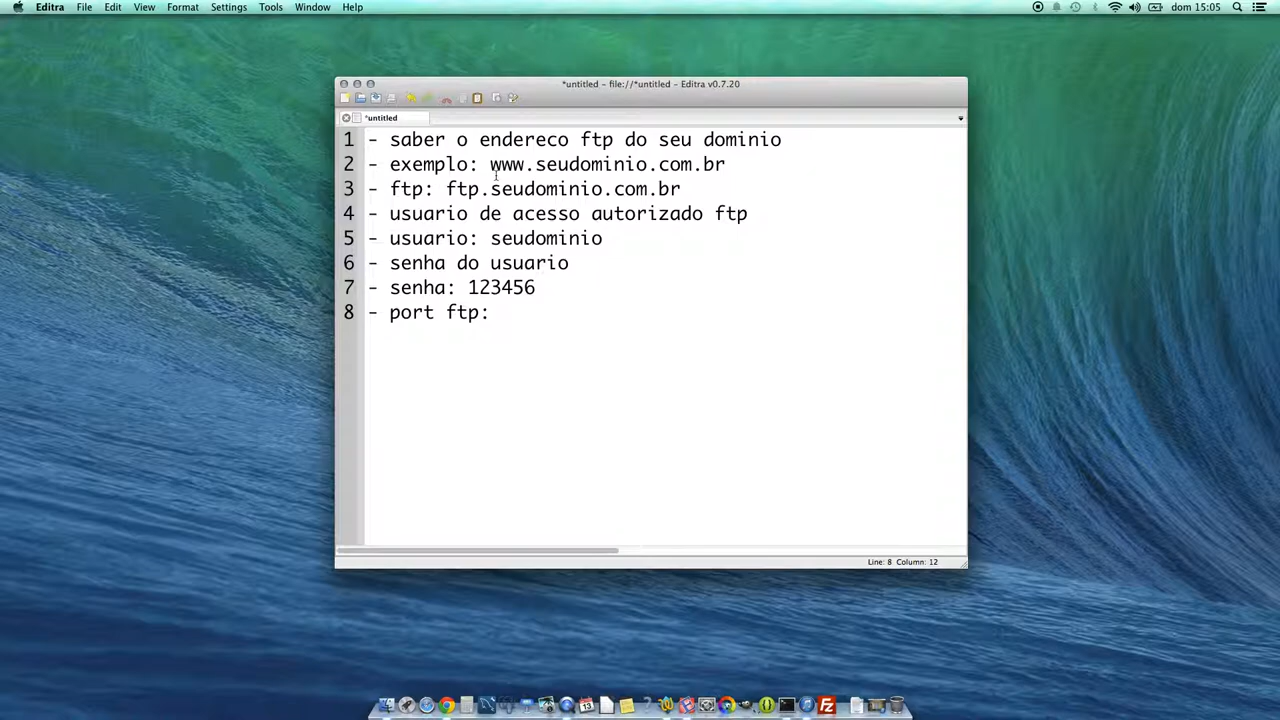 Editra File Edit View Format Settings Tools Window Help dom 15:05
*untitled - file://*untitled - Editra v0.7.20
*untitled
1 - saber o endereco ftp do seu dominio
2 - exemplo: www.seudominio.com.br
3 - ftp: ftp.seudominio.com.br
4 - usuario de acesso autorizado ftp
5 - usuario: seudominio
6 - senha do usuario
7 - senha: 123456
8 - port ftp:
Line: 8 Column: 12
13
FZ